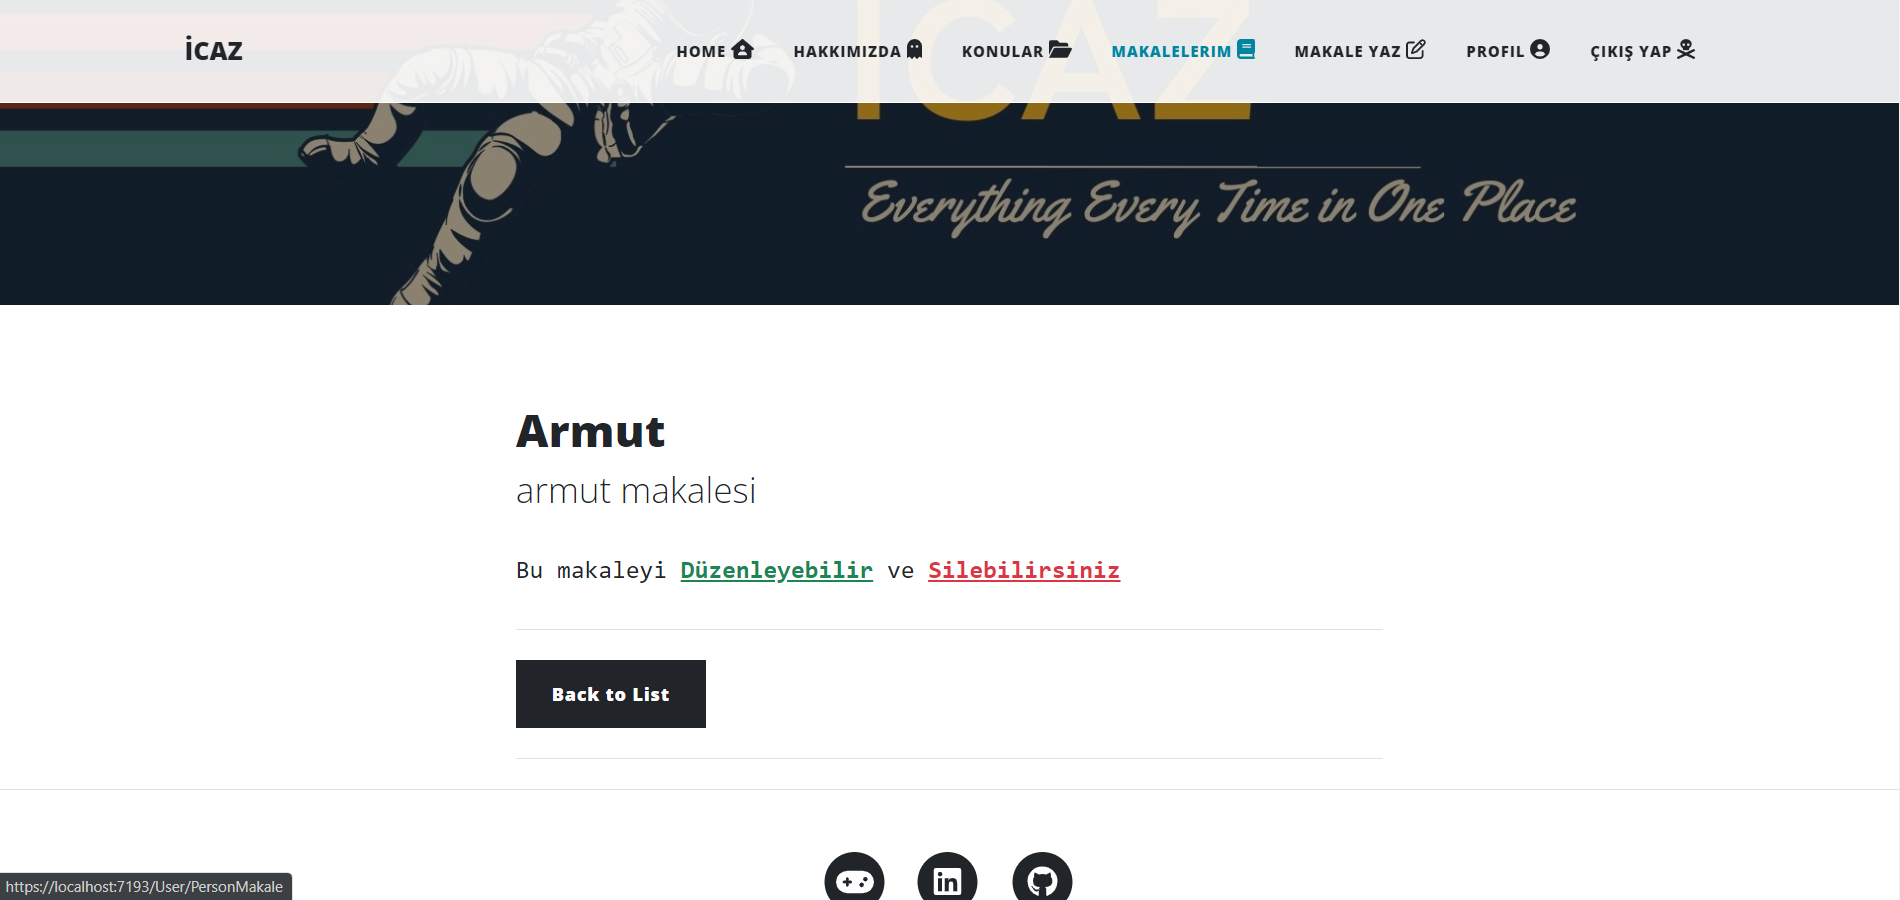 İCAZ
HOME
HAKKIMIZDA
KONULAR
MAKALELERIM
MAKALE YAZ
PROFIL
ÇIKIŞ YAP
İCAZ
Everything Every Time in One Place
Armut
armut makalesi
Bu makaleyi Düzenleyebilir ve Silebilirsiniz
Back to List
in
https://localhost:7193/User/PersonMakale